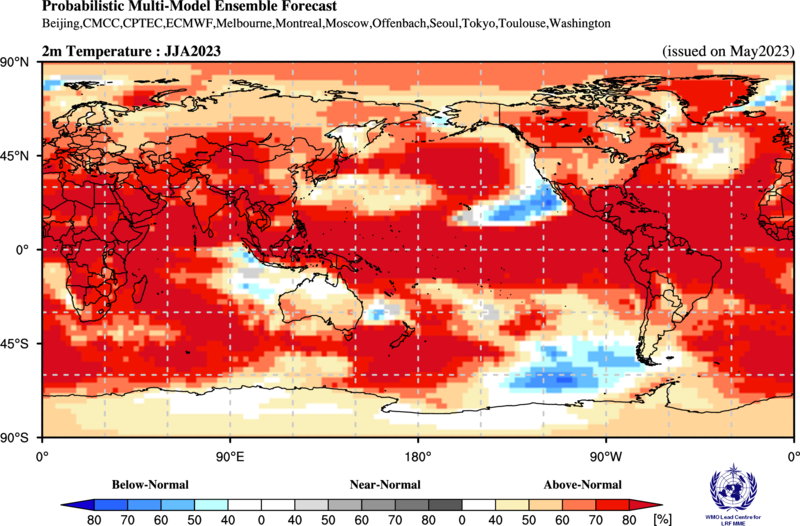 Probabilistic Multi-Model Ensemble Forecast
Beijing,CMCC,CPTEC,ECMWF,Melbourne,Montreal,Moscow,Offenbach,Seoul,Tokyo,Toulouse,Washington
2m Temperature : JJA2023 (issued on May2023)
90°N
45°N
0°
45°S
90°S
0° 90°E 180° 90°W 0°
Below-Normal Near-Normal Above-Normal
80 70 60 50 40 0 40 50 60 70 80 0 40 50 60 70 80 [%]
WMO Lead Centre for
LRFMME